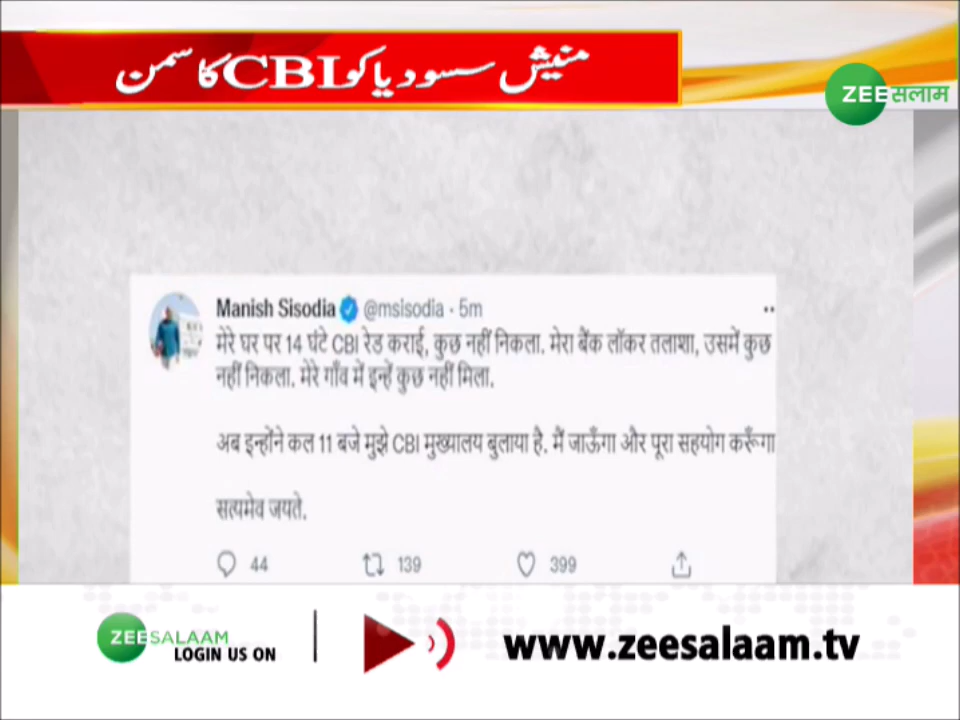 منیش سسودیا کو CBI کا سمن
ZEE सलाम
Manish Sisodia @msisodia · 5m
मेरे घर पर 14 घंटे CBI रेड कराई, कुछ नहीं निकला. मेरा बैंक लॉकर तलाशा, उसमें कुछ
नहीं निकला. मेरे गाँव में इन्हें कुछ नहीं मिला.
अब इन्होंने कल 11 बजे मुझे CBI मुख्यालय बुलाया है. मैं जाऊँगा और पूरा सहयोग करूँगा
सत्यमेव जयते.
44 139 399
ZEE SALAAM
LOGIN US ON
www.zeesalaam.tv